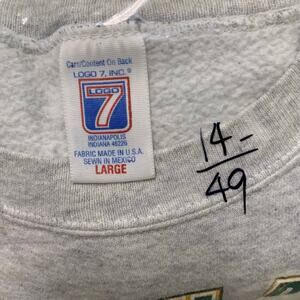 Care/Content On Back
LOGO 7, INC.®
LOGO
7
INDIANAPOLIS
INDIANA 46226
FABRIC MADE IN U.S.A.
SEWN IN MEXICO
LARGE
14-
49